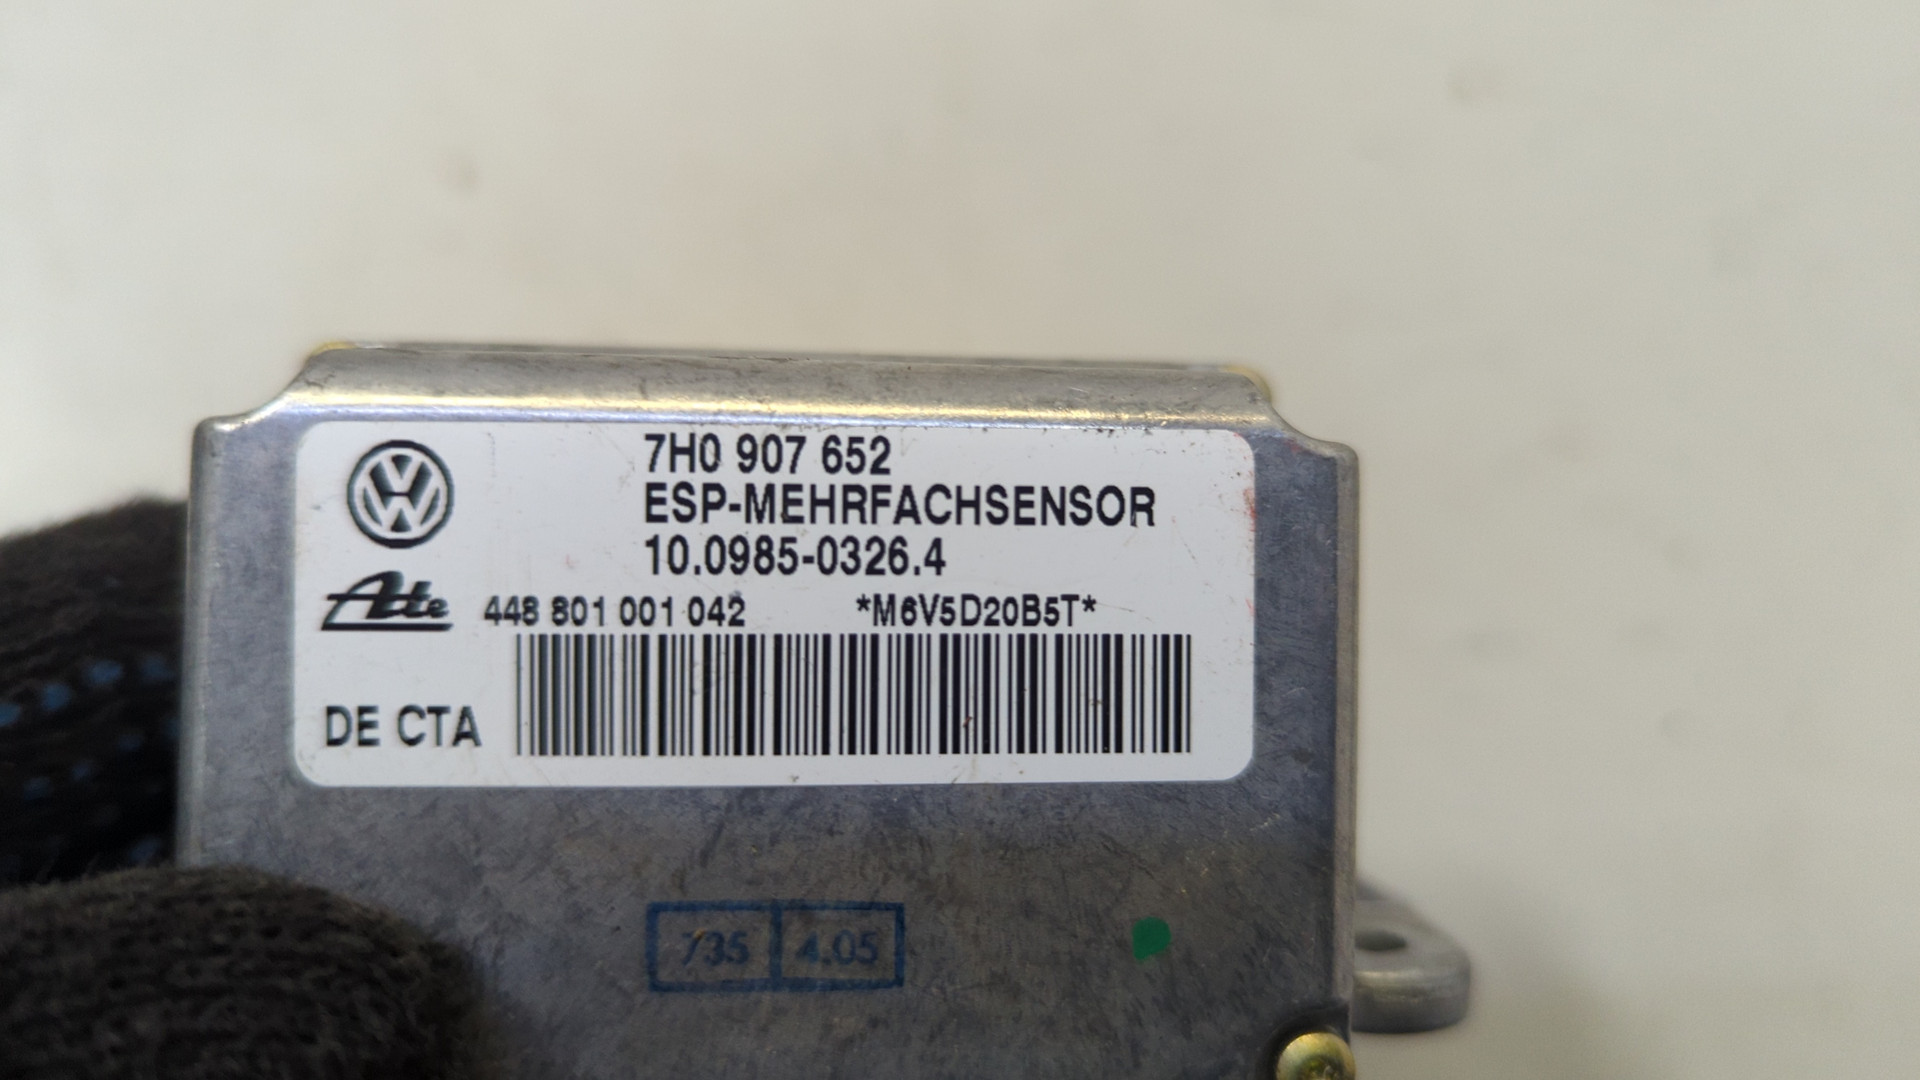 7H0 907 652
ESP-MEHRFACHSENSOR
10.0985-0326.4
Ate 448 801 001 042 *M6V5D20B5T*
DE CTA
735 4.05